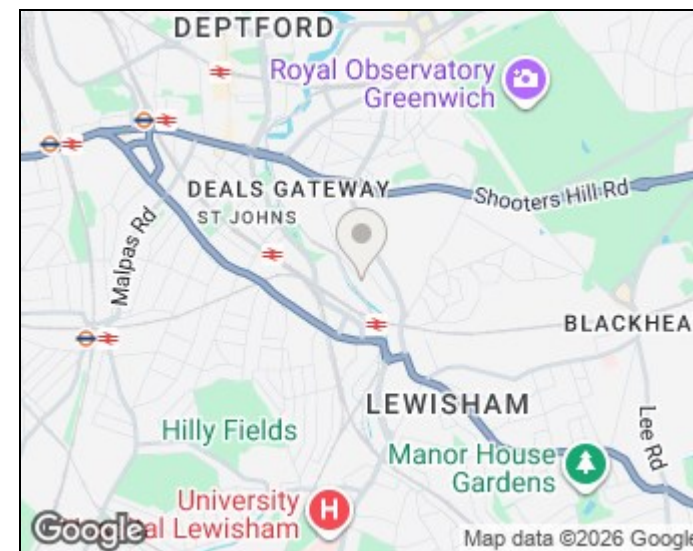 DEPTFORD
Royal Observatory
Greenwich
DEALS GATEWAY
ST JOHNS
Shooters Hill Rd
Malpas Rd
BLACKHEA
LEWISHAM
Lee Rd
Hilly Fields
Manor House
Gardens
University
al Lewisham
H
Google
Map data ©2026 Google